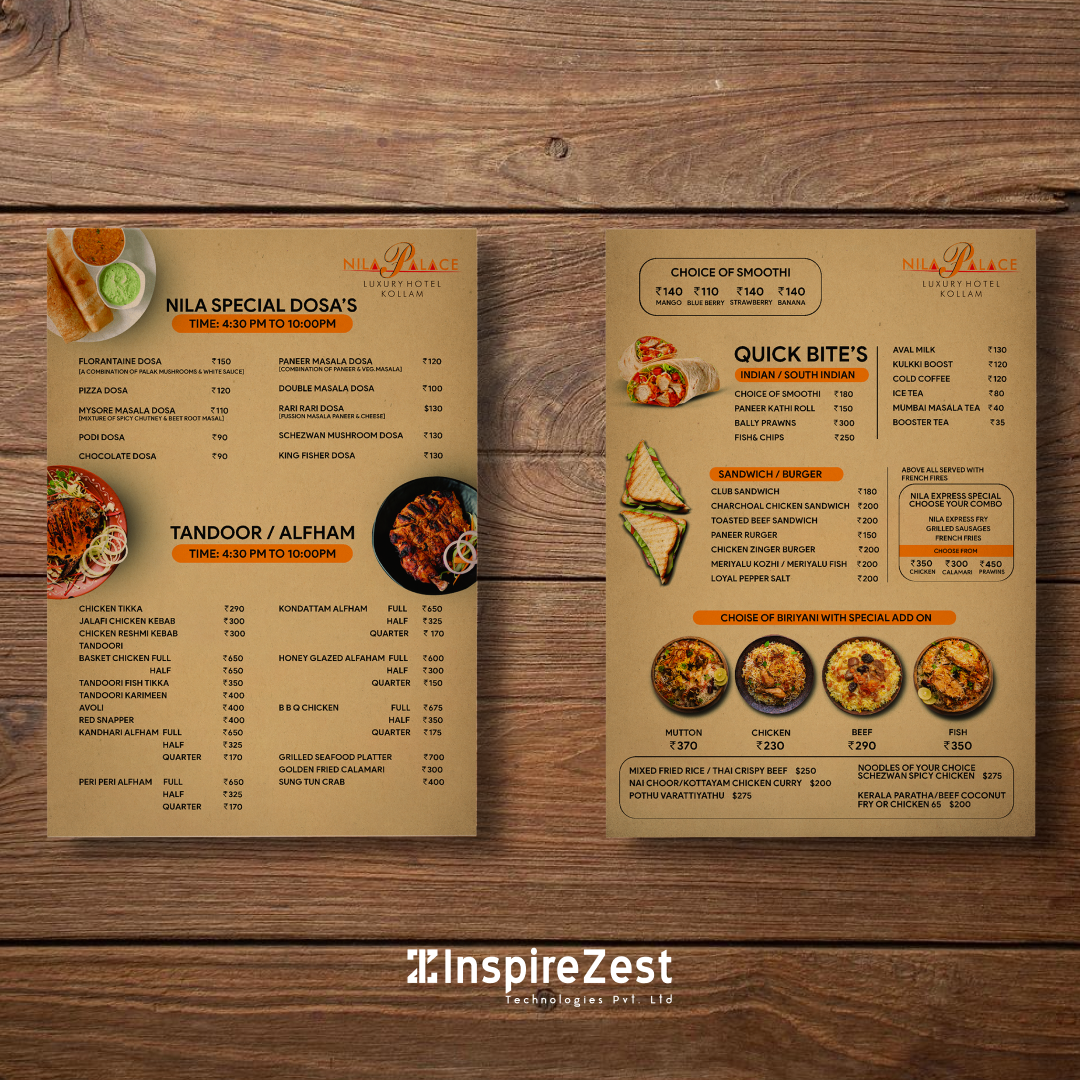 NILA PALACE
LUXURY HOTEL
KOLLAM
NILA SPECIAL DOSA'S
TIME: 4:30 PM TO 10:00PM
FLORANTAINE DOSA ₹150
[A COMBINATION OF PALAK MUSHROOMS & WHITE SAUCE]
PIZZA DOSA ₹120
MYSORE MASALA DOSA ₹110
[MIXTURE OF SPICY CHUTNEY & BEET ROOT MASAL]
PODI DOSA ₹90
CHOCOLATE DOSA ₹90
PANEER MASALA DOSA ₹120
[COMBINATION OF PANEER & VEG.MASALA]
DOUBLE MASALA DOSA ₹100
RARI RARI DOSA $130
[FUSSION MASALA PANEER & CHEESE]
SCHEZWAN MUSHROOM DOSA ₹130
KING FISHER DOSA ₹130
TANDOOR / ALFHAM
TIME: 4:30 PM TO 10:00PM
CHICKEN TIKKA ₹290
JALAFI CHICKEN KEBAB ₹300
CHICKEN RESHMI KEBAB ₹300
TANDOORI
BASKET CHICKEN FULL ₹650
HALF ₹650
TANDOORI FISH TIKKA ₹350
TANDOORI KARIMEEN ₹400
AVOLI ₹400
RED SNAPPER ₹400
KANDHARI ALFHAM FULL ₹650
HALF ₹325
QUARTER ₹170
PERI PERI ALFHAM FULL ₹650
HALF ₹325
QUARTER ₹170
KONDATTAM ALFHAM FULL ₹650
HALF ₹325
QUARTER ₹ 170
HONEY GLAZED ALFAHAM FULL ₹600
HALF ₹300
QUARTER ₹150
B B Q CHICKEN FULL ₹675
HALF ₹350
QUARTER ₹175
GRILLED SEAFOOD PLATTER ₹700
GOLDEN FRIED CALAMARI ₹300
SUNG TUN CRAB ₹400
NILA PALACE
LUXURY HOTEL
KOLLAM
CHOICE OF SMOOTHI
₹140 ₹110 ₹140 ₹140
MANGO BLUE BERRY STRAWBERRY BANANA
QUICK BITE'S
INDIAN / SOUTH INDIAN
CHOICE OF SMOOTHI ₹180
PANEER KATHI ROLL ₹150
BALLY PRAWNS ₹300
FISH& CHIPS ₹250
AVAL MILK ₹130
KULKKI BOOST ₹120
COLD COFFEE ₹120
ICE TEA ₹80
MUMBAI MASALA TEA ₹40
BOOSTER TEA ₹35
SANDWICH / BURGER
CLUB SANDWICH ₹180
CHARCHOAL CHICKEN SANDWICH ₹200
TOASTED BEEF SANDWICH ₹200
PANEER RURGER ₹150
CHICKEN ZINGER BURGER ₹200
MERIYALU KOZHI / MERIYALU FISH ₹200
LOYAL PEPPER SALT ₹200
ABOVE ALL SERVED WITH
FRENCH FIRES
NILA EXPRESS SPECIAL
CHOOSE YOUR COMBO
NILA EXPRESS FRY
GRILLED SAUSAGES
FRENCH FRIES
CHOOSE FROM
₹350 ₹300 ₹450
CHICKEN CALAMARI PRAWINS
CHOISE OF BIRIYANI WITH SPECIAL ADD ON
MUTTON CHICKEN BEEF FISH
₹370 ₹230 ₹290 ₹350
MIXED FRIED RICE / THAI CRISPY BEEF $250
NAI CHOOR/KOTTAYAM CHICKEN CURRY $200
POTHU VARATTIYATHU $275
NOODLES OF YOUR CHOICE
SCHEZWAN SPICY CHICKEN $275
KERALA PARATHA/BEEF COCONUT
FRY OR CHICKEN 65 $200
InspireZest
Technologies Pvt. Ltd